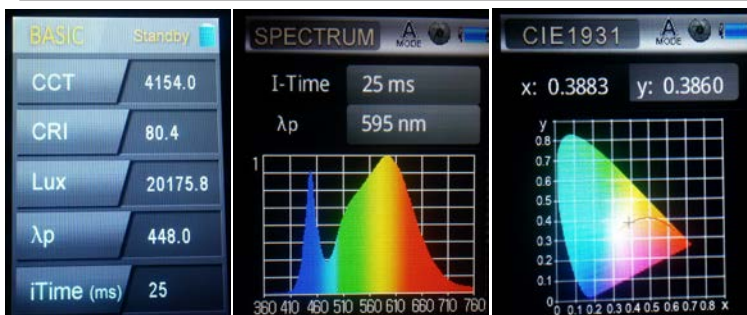 BASIC Standby
CCT 4154.0
CRI 80.4
Lux 20175.8
λp 448.0
iTime (ms) 25
SPECTRUM A MODE
I-Time 25 ms
λp 595 nm
1
360 410 460 510 560 610 660 710 760
CIE1931 A MODE
x: 0.3883 y: 0.3860
y
0.8
0.7
0.6
0.5
0.4
0.3
0.2
0.1
0 0.1 0.2 0.3 0.4 0.5 0.6 0.7 0.8 x